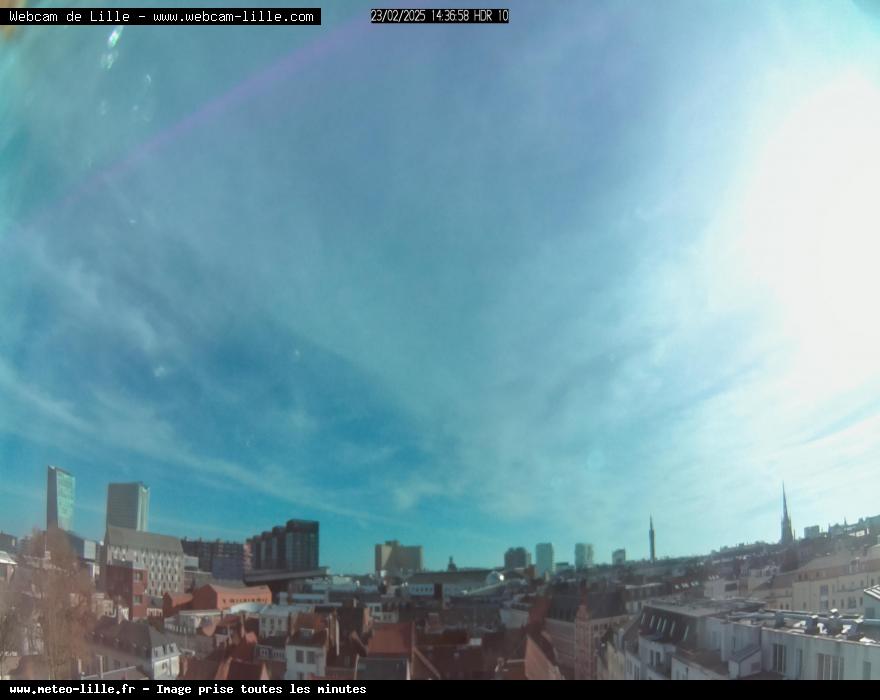 Webcam de Lille - www.webcam-lille.com
23/02/2025 14:36:58 HDR 10
www.meteo-lille.fr - Image prise toutes les minutes